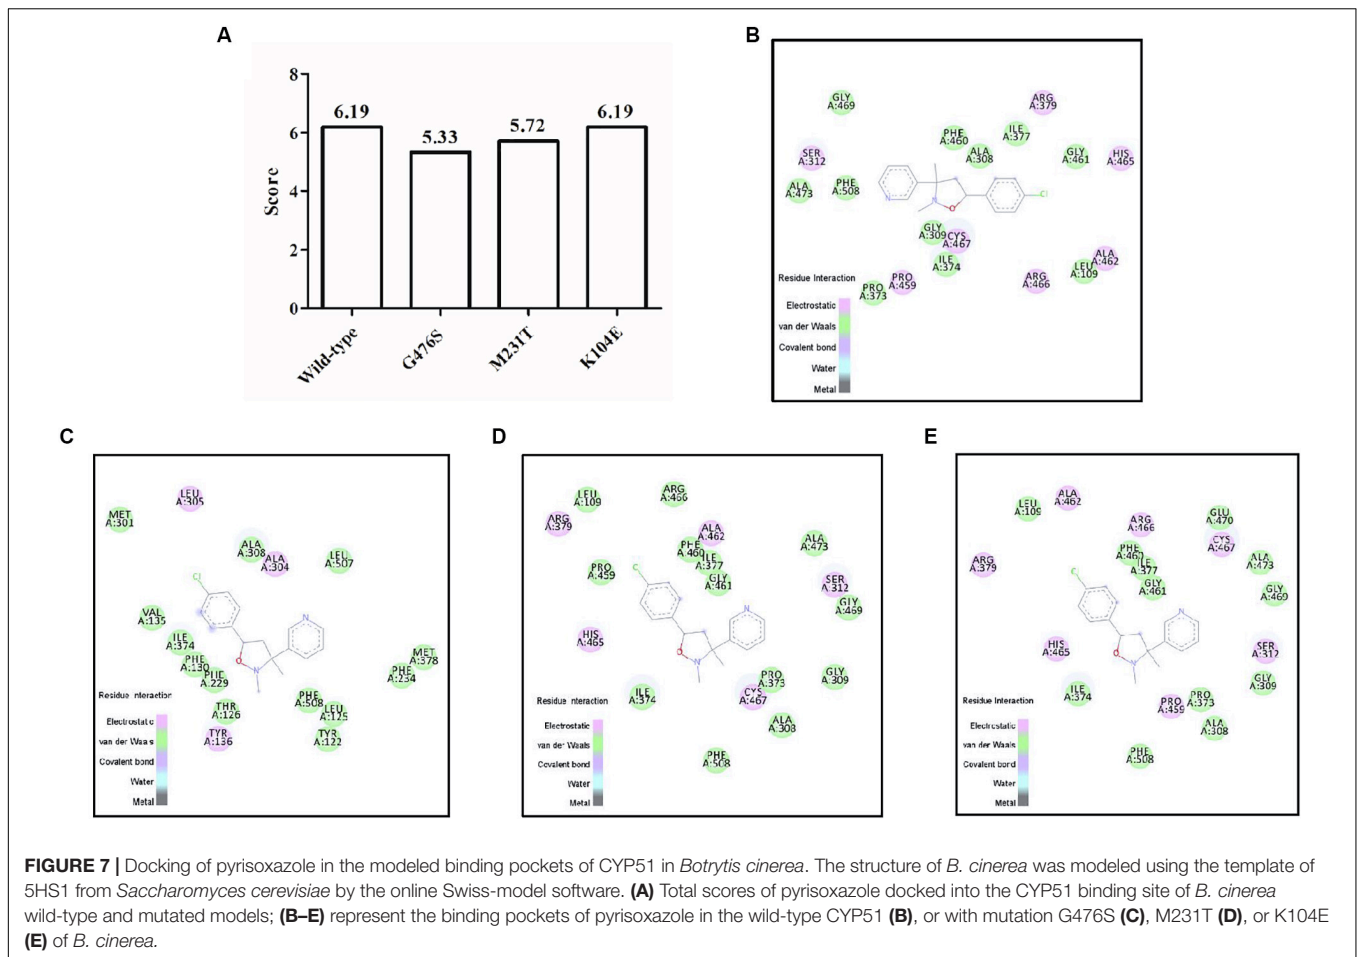 A
8
6
4
2
0
Score
6.19
5.33
5.72
6.19
Wild-type
G476S
M231T
K104E
B
GLY
A:469
ARG
A:379
PHE
A:460
ILE
A:377
SER
A:312
ALA
A:308
GLY
A:461
HIS
A:465
ALA
A:473
PHE
A:508
N
N
O
Cl
GLY
A:309
CYS
A:467
ILE
A:374
ALA
A:462
LEU
A:109
PRO
A:459
ARG
A:466
PRO
A:373
Residue Interaction
Electrostatic
van der Waals
Covalent bond
Water
Metal
C
LEU
A:305
MET
A:301
ALA
A:308
ALA
A:304
LEU
A:507
Cl
N
O
N
VAL
A:135
ILE
A:374
PHE
A:130
PHE
A:229
MET
A:378
PHE
A:234
PHE
A:508
THR
A:126
LEU
A:125
TYR
A:136
TYR
A:122
Residue Interaction
Electrostatic
van der Waals
Covalent bond
Water
Metal
D
LEU
A:109
ARG
A:466
ARG
A:379
ALA
A:462
PHE
A:460
ILE
A:377
ALA
A:473
PRO
A:459
GLY
A:461
SER
A:312
GLY
A:469
N
O
N
HIS
A:465
PRO
A:373
GLY
A:309
ILE
A:374
CYS
A:467
ALA
A:308
PHE
A:508
Residue Interaction
Electrostatic
van der Waals
Covalent bond
Water
Metal
E
LEU
A:109
ALA
A:462
ARG
A:466
GLU
A:470
CYS
A:467
PHE
A:460
ILE
A:377
ALA
A:473
ARG
A:379
GLY
A:461
GLY
A:469
N
O
N
HIS
A:465
SER
A:312
GLY
A:309
ILE
A:374
PRO
A:459
PRO
A:373
ALA
A:308
PHE
A:508
Residue Interaction
Electrostatic
van der Waals
Covalent bond
Water
Metal
FIGURE 7 | Docking of pyrisoxazole in the modeled binding pockets of CYP51 in Botrytis cinerea. The structure of B. cinerea was modeled using the template of
5HS1 from Saccharomyces cerevisiae by the online Swiss-model software. (A) Total scores of pyrisoxazole docked into the CYP51 binding site of B. cinerea
wild-type and mutated models; (B–E) represent the binding pockets of pyrisoxazole in the wild-type CYP51 (B), or with mutation G476S (C), M231T (D), or K104E
(E) of B. cinerea.